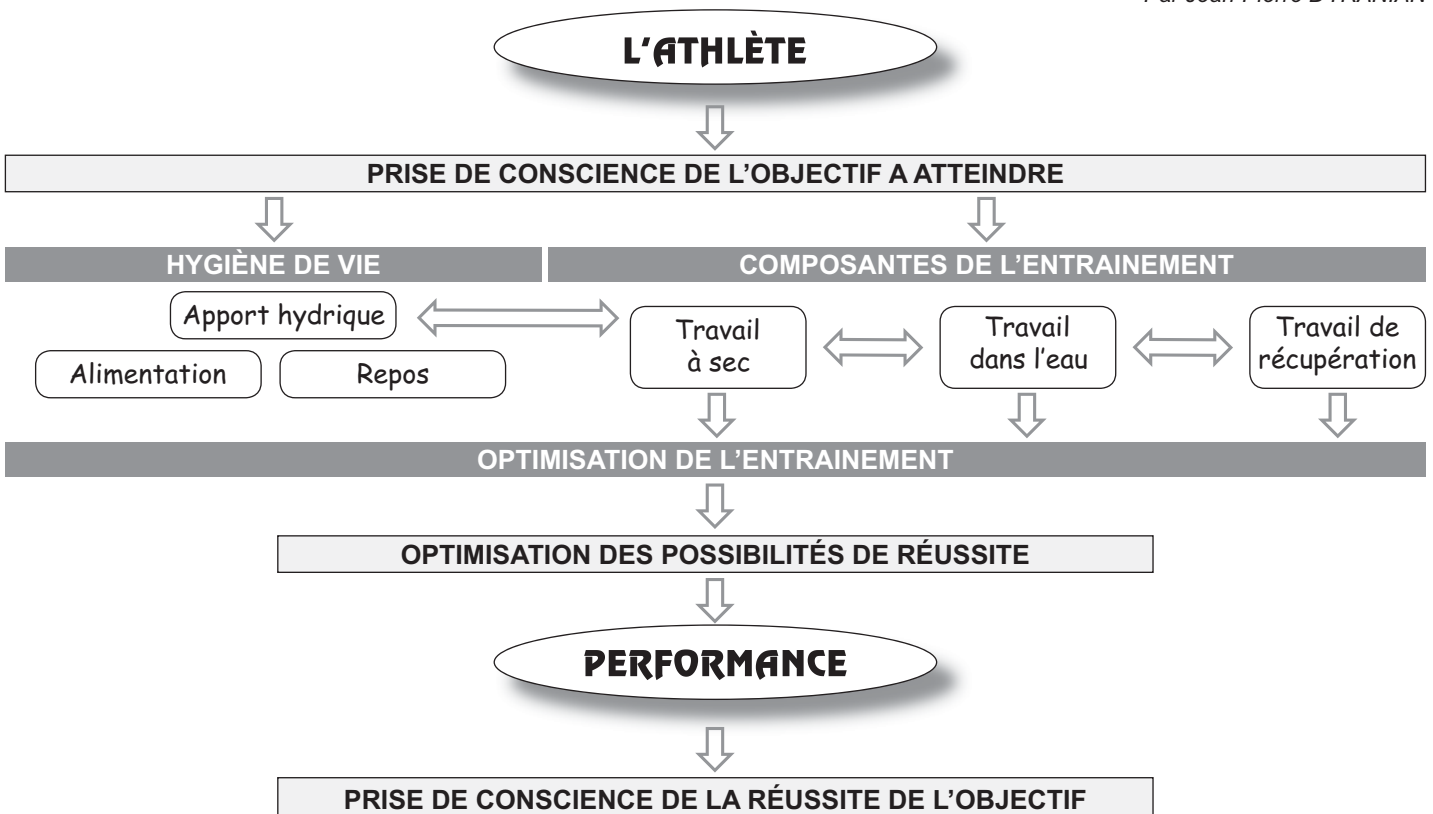 L'ATHLÈTE
PRISE DE CONSCIENCE DE L'OBJECTIF A ATTEINDRE
HYGIÈNE DE VIE
COMPOSANTES DE L'ENTRAINEMENT
Apport hydrique
Alimentation
Repos
Travail
à sec
Travail
dans l'eau
Travail de
récupération
OPTIMISATION DE L'ENTRAINEMENT
OPTIMISATION DES POSSIBILITÉS DE RÉUSSITE
PERFORMANCE
PRISE DE CONSCIENCE DE LA RÉUSSITE DE L'OBJECTIF